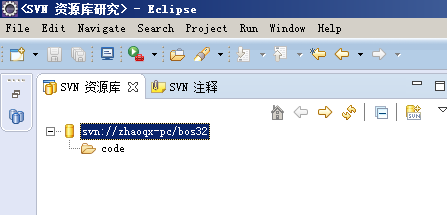 <SVN 资源库研究> - Eclipse
File Edit Navigate Search Project Run Window Help
SVN 资源库 SVN 注释
SVN
svn://zhaoqx-pc/bos32
code